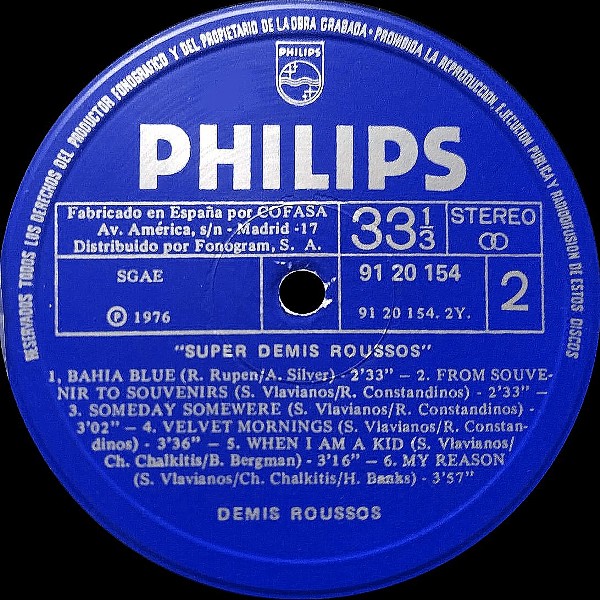 RESERVADOS TODOS LOS DERECHOS DEL PRODUCTOR FONOGRAFICO Y DEL PROPIETARIO DE LA OBRA GRABADA • PROHIBIDA LA REPRODUCCION, EJECUCION PUBLICA Y RADIODIFUSION DE ESTOS DISCOS
PHILIPS
PHILIPS
Fabricado en España por COFASA
Av. América, s/n - Madrid -17
Distribuido por Fonogram, S. A.
33 1/3
STEREO
SGAE
℗ 1976
91 20 154
91 20 154. 2Y.
2
"SUPER DEMIS ROUSSOS"
1, BAHIA BLUE (R. Rupen/A. Silver) - 2'33" — 2. FROM SOUVE-
NIR TO SOUVENIRS (S. Vlavianos/R. Constandinos) - 2'33" —
3. SOMEDAY SOMEWERE (S. Vlavianos/R. Constandinos) -
3'02" — 4. VELVET MORNINGS (S. Vlavianos/R. Constan-
dinos) - 3'36" — 5. WHEN I AM A KID (S. Vlavianos/
Ch. Chalkitis/B. Bergman) - 3'16" — 6. MY REASON
(S. Vlavianos/Ch. Chalkitis/H. Banks) - 3'57"
DEMIS ROUSSOS